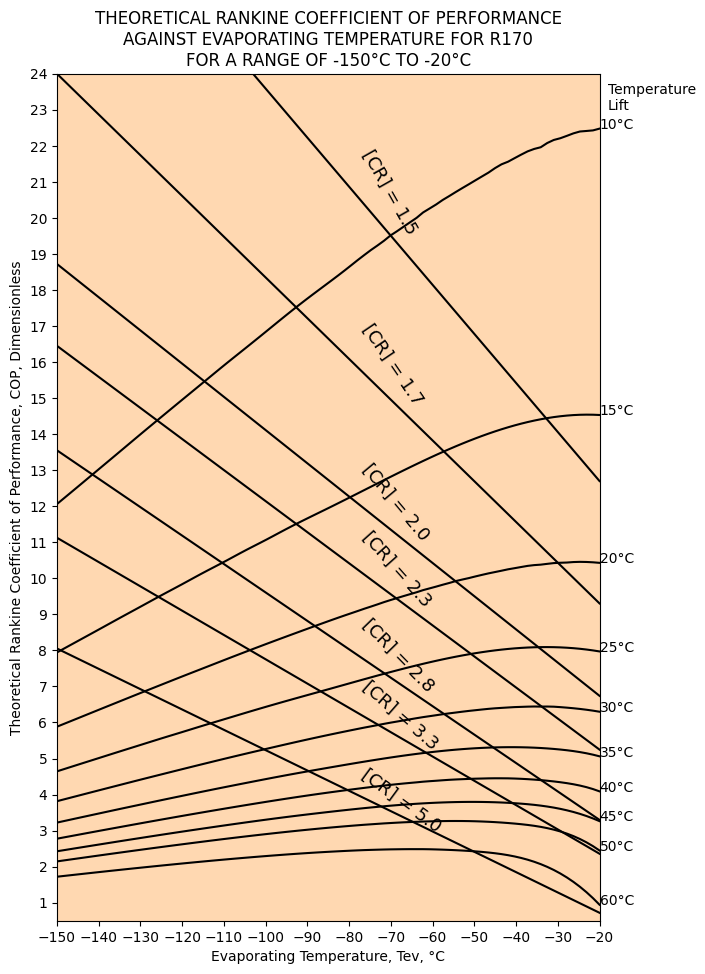 THEORETICAL RANKINE COEFFICIENT OF PERFORMANCE
AGAINST EVAPORATING TEMPERATURE FOR R170
FOR A RANGE OF -150°C TO -20°C
Temperature
Lift
24
23
22
21
20
19
18
17
16
15
14
13
12
11
10
9
8
7
6
5
4
3
2
1
Theoretical Rankine Coefficient of Performance, COP, Dimensionless
[CR] = 1.5
[CR] = 1.7
[CR] = 2.0
[CR] = 2.3
[CR] = 2.8
[CR] = 3.3
[CR] = 5.0
10°C
15°C
20°C
25°C
30°C
35°C
40°C
45°C
50°C
60°C
−150 −140 −130 −120 −110 −100 −90 −80 −70 −60 −50 −40 −30 −20
Evaporating Temperature, Tev, °C